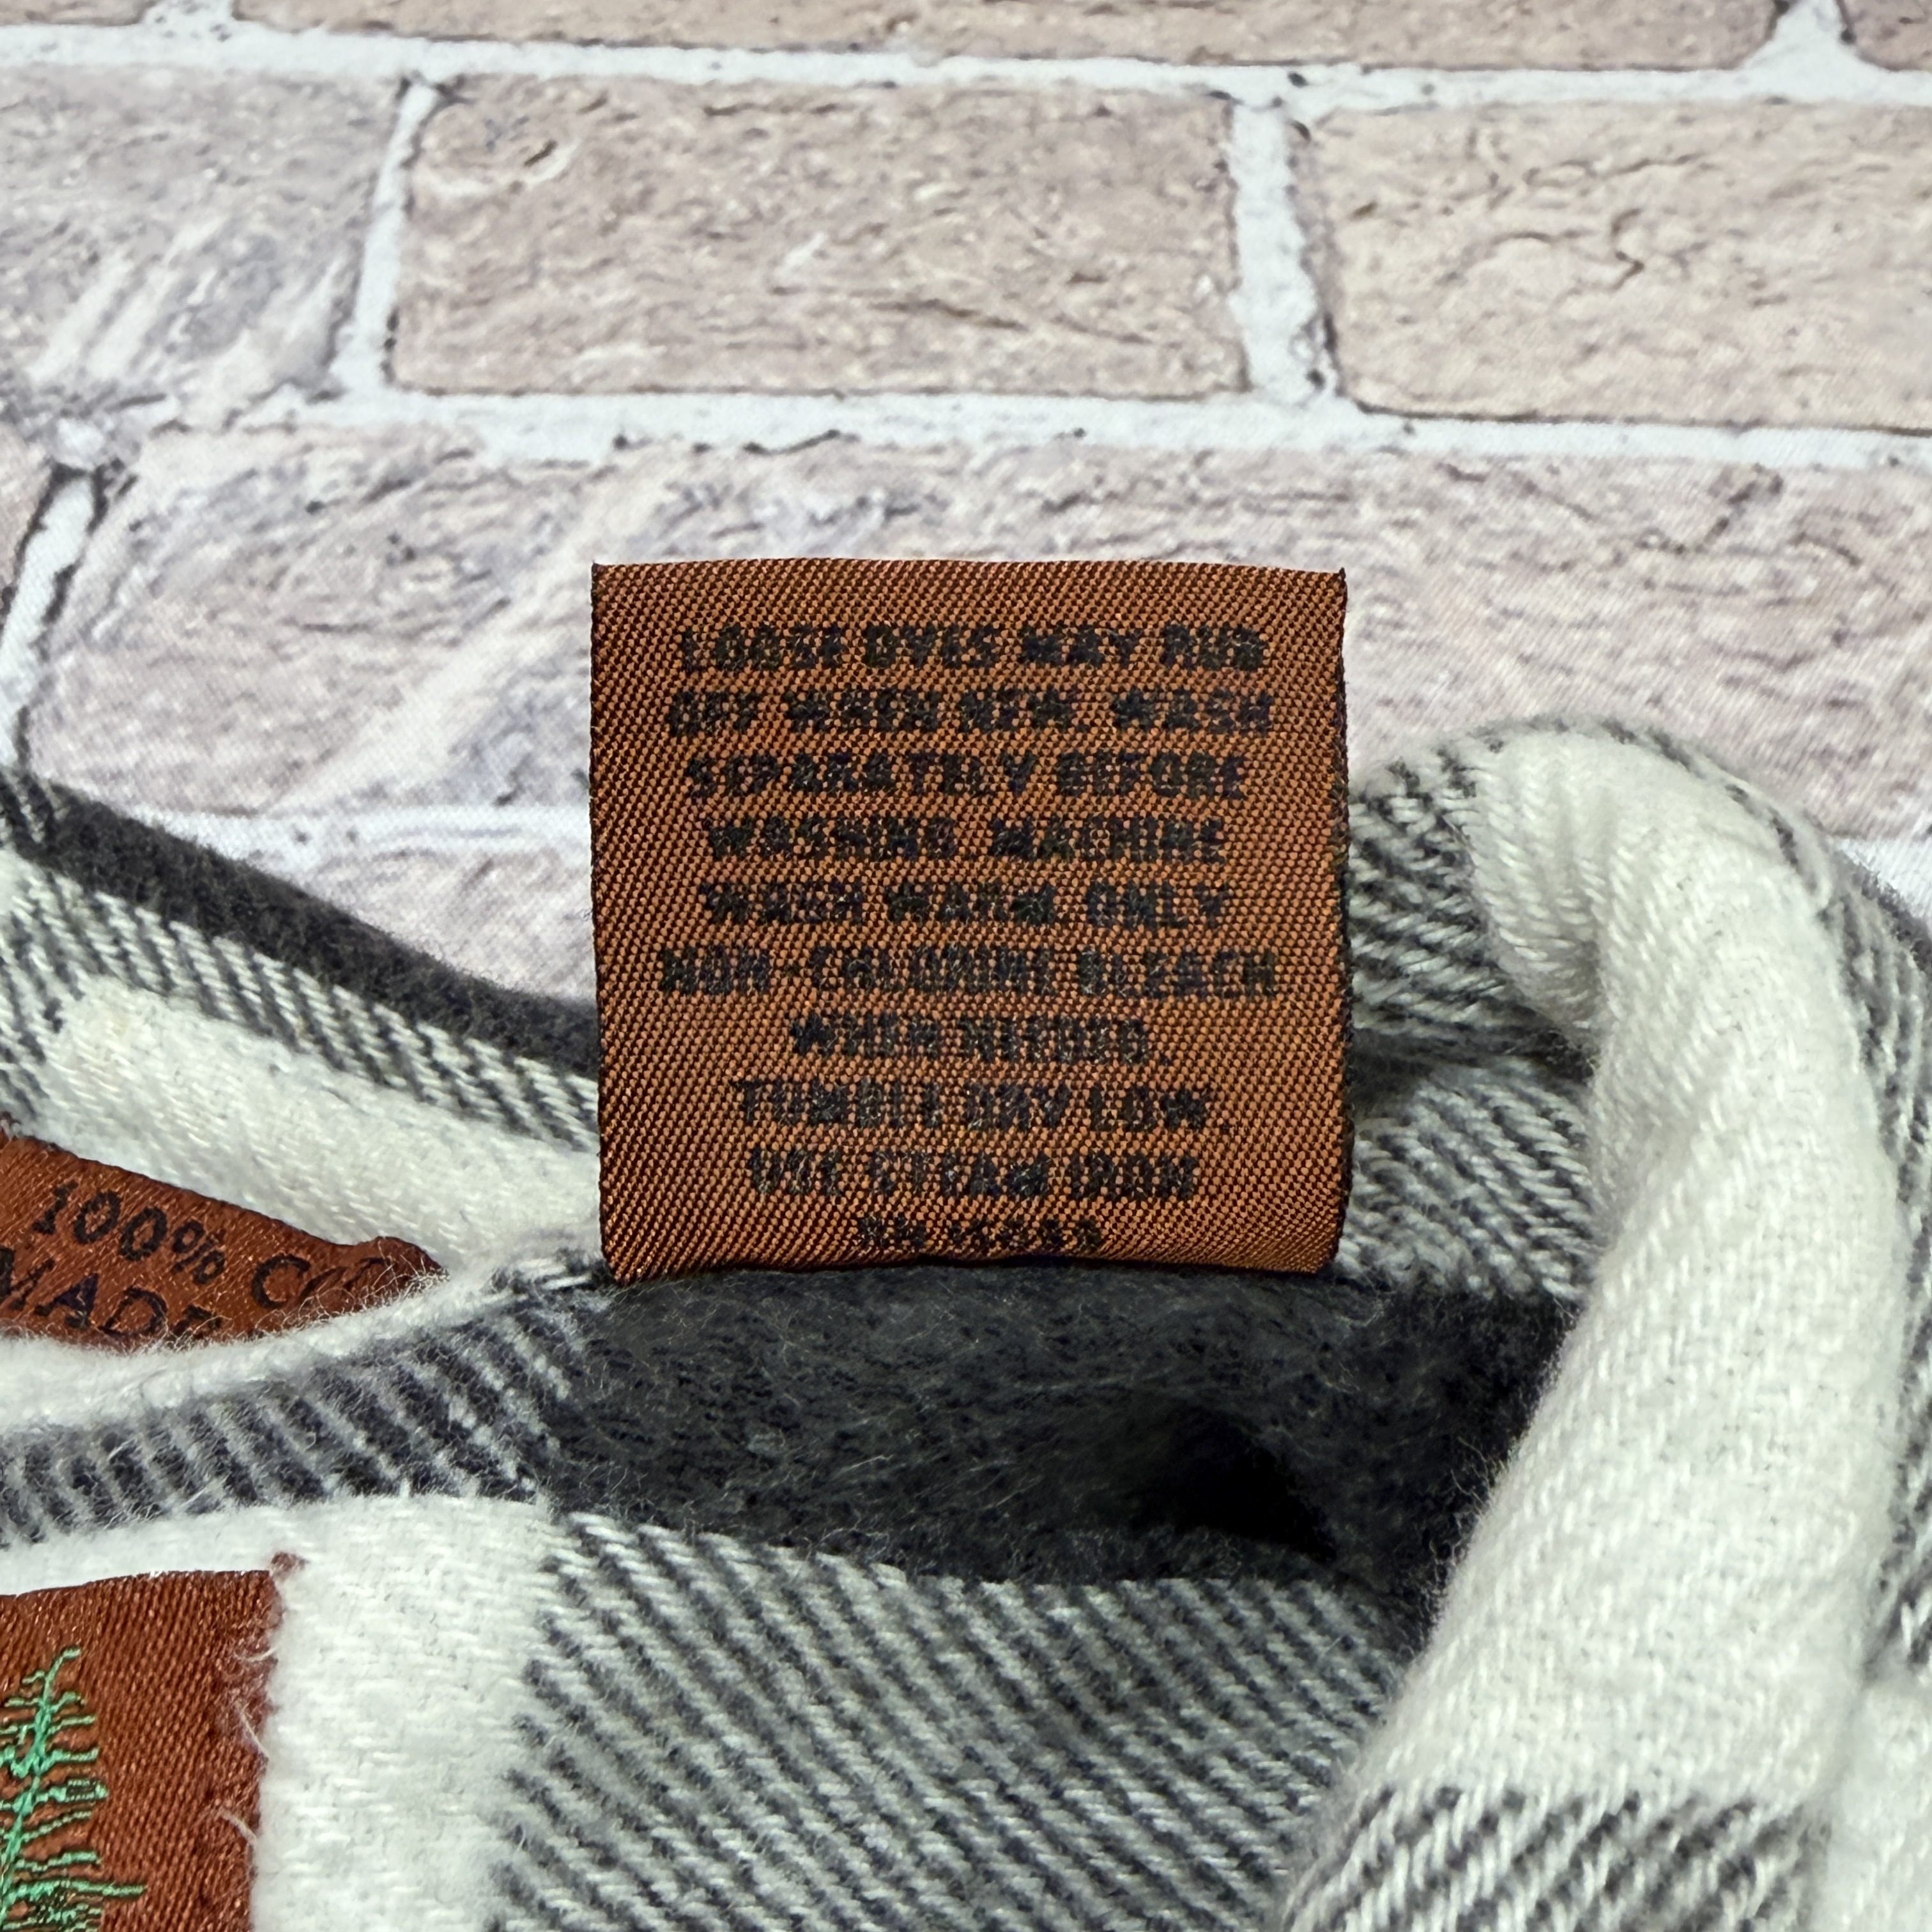 LOOSE DYES MAY RUB
OFF WHEN NEW. WASH
SEPARATELY BEFORE
WEARING. MACHINE
WASH WARM. ONLY
NON-CHLORINE BLEACH
WHEN NEEDED.
TUMBLE DRY LOW.
USE STEAM IRON
RN
100% CO
MADE